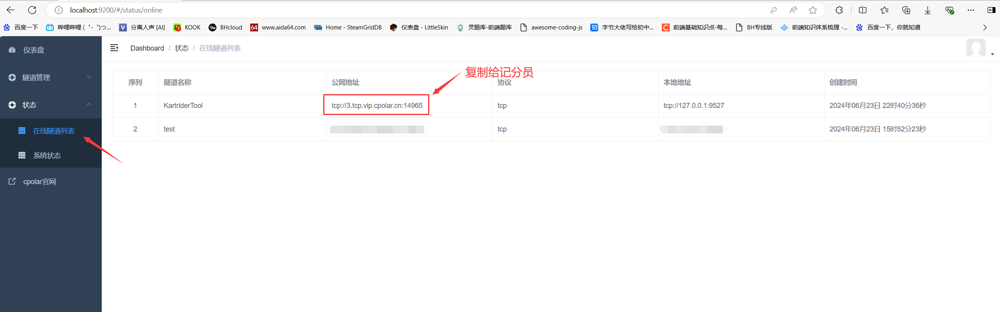 localhost:9200/#/status/online
百度一下 哔哩哔哩 (゜-゜)つ... 分离人声 [AI] KOOK BHcloud www.aida64.com Home - SteamGridDB 仪表盘 - LittleSkin 灵题库-前端题库 awesome-coding-js 字节大佬写给初中... 前端基础知识点-每... BH专线版 前端知识体系梳理 -... 百度一下，你就知道
仪表盘
隧道管理
状态
在线隧道列表
系统状态
cpolar官网
Dashboard / 状态 / 在线隧道列表
复制给记分员
序列 隧道名称 公网地址 协议 本地地址 创建时间
1 KartriderTool tcp://3.tcp.vip.cpolar.cn:14965 tcp tcp://127.0.0.1:9527 2024年06月23日 22时40分36秒
2 test tcp 2024年06月23日 15时52分23秒